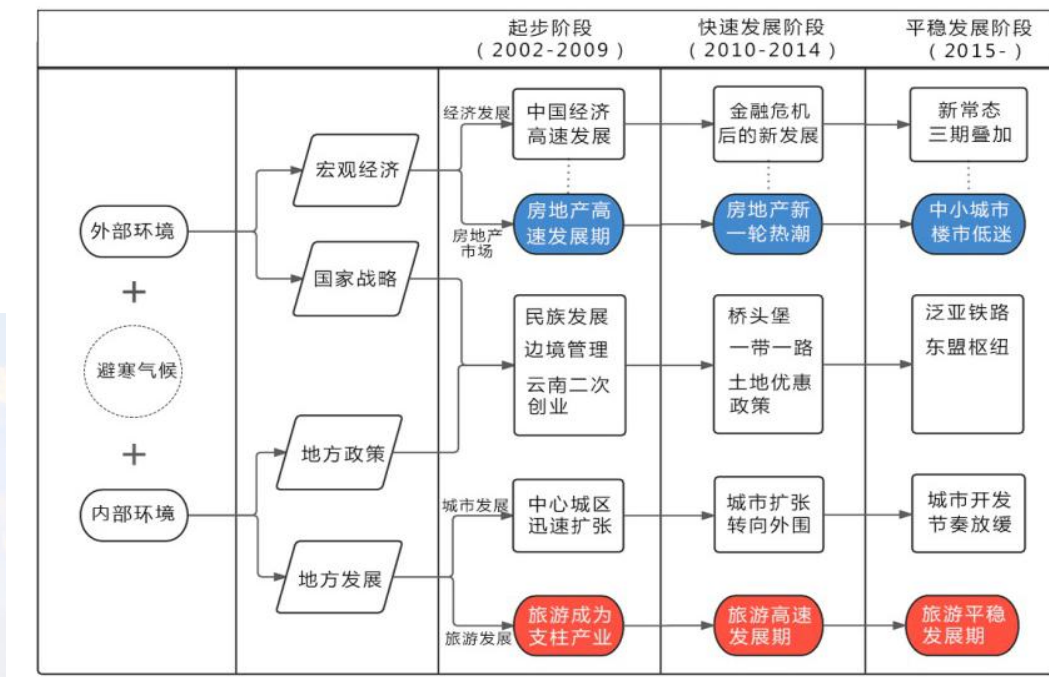 起步阶段
（2002-2009）
快速发展阶段
（2010-2014）
平稳发展阶段
（2015- ）
外部环境
+
避寒气候
+
内部环境
宏观经济
国家战略
地方政策
地方发展
经济发展
中国经济
高速发展
金融危机
后的新发展
新常态
三期叠加
房地产
市场
房地产高
速发展期
房地产新
一轮热潮
中小城市
楼市低迷
民族发展
边境管理
云南二次
创业
桥头堡
一带一路
土地优惠
政策
泛亚铁路
东盟枢纽
城市发展
中心城区
迅速扩张
城市扩张
转向外围
城市开发
节奏放缓
旅游发展
旅游成为
支柱产业
旅游高速
发展期
旅游平稳
发展期